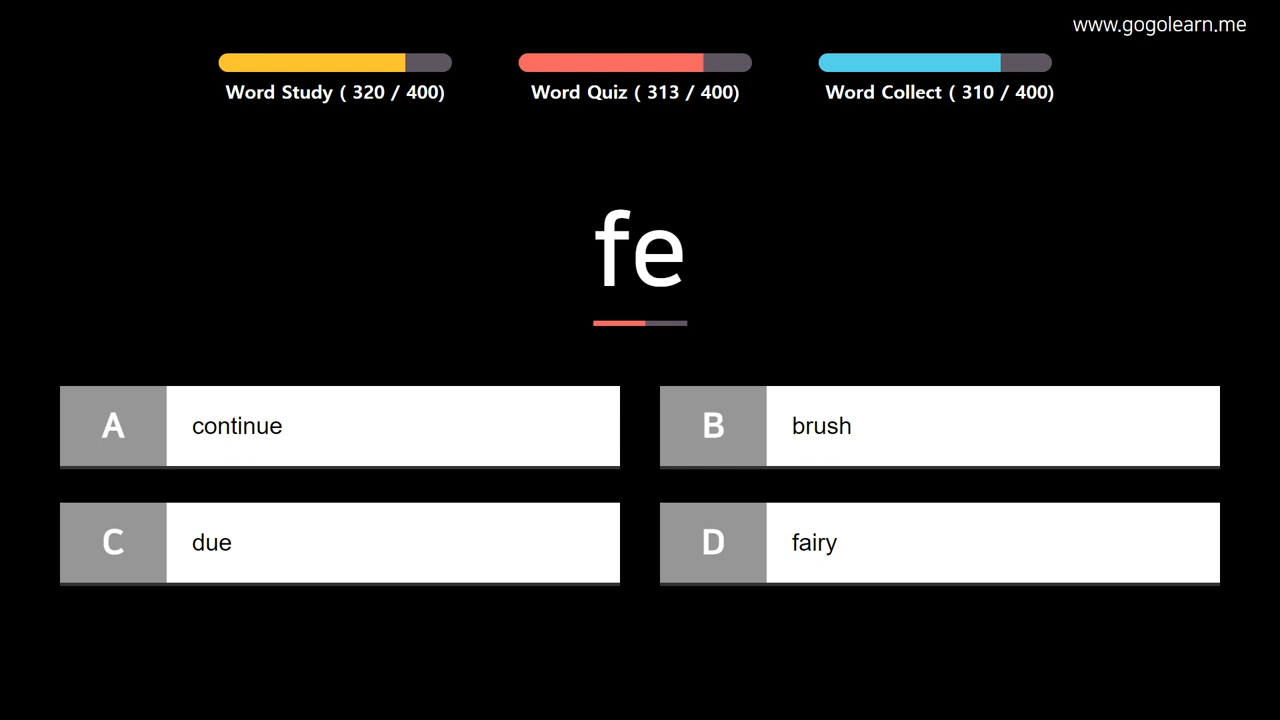 www.gogolearn.me
Word Study ( 320 / 400)
Word Quiz ( 313 / 400)
Word Collect ( 310 / 400)
fe
A continue
B brush
C due
D fairy